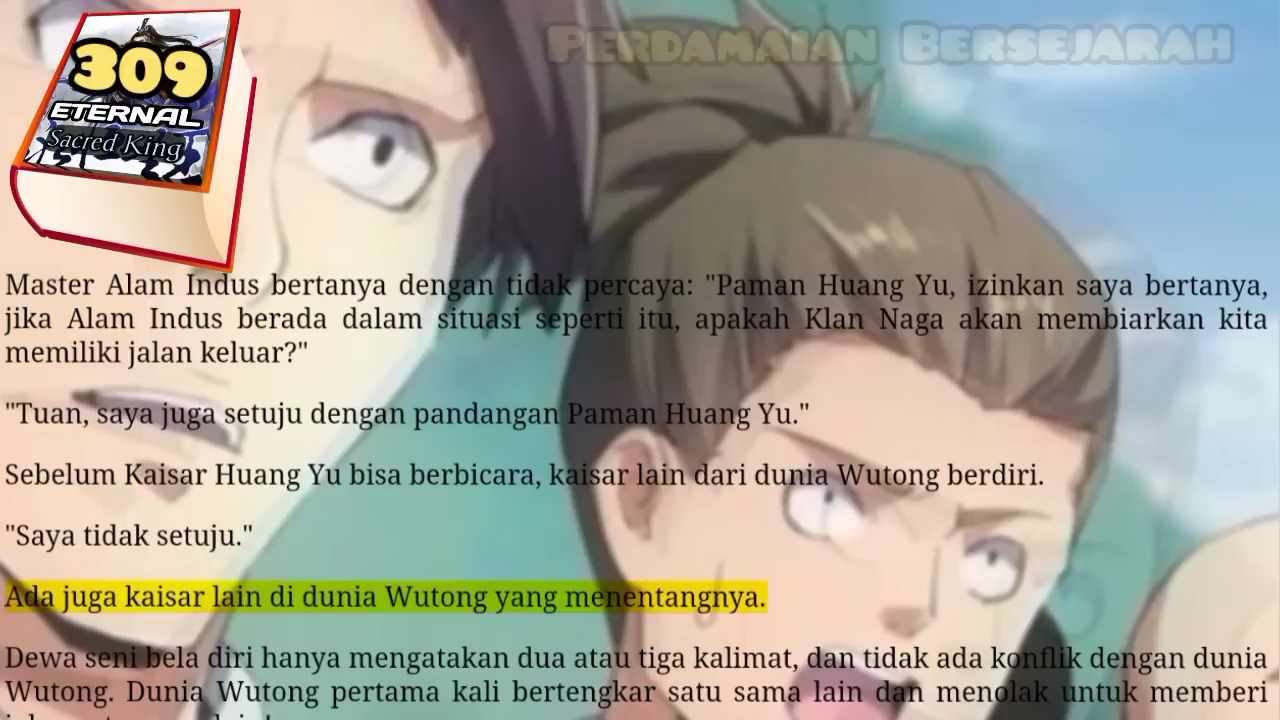 PERDAMAIAN BERSEJARAH
309
ETERNAL
Sacred King
Master Alam Indus bertanya dengan tidak percaya: "Paman Huang Yu, izinkan saya bertanya,
jika Alam Indus berada dalam situasi seperti itu, apakah Klan Naga akan membiarkan kita
memiliki jalan keluar?"
"Tuan, saya juga setuju dengan pandangan Paman Huang Yu."
Sebelum Kaisar Huang Yu bisa berbicara, kaisar lain dari dunia Wutong berdiri.
"Saya tidak setuju."
Ada juga kaisar lain di dunia Wutong yang menentangnya.
Dewa seni bela diri hanya mengatakan dua atau tiga kalimat, dan tidak ada konflik dengan dunia
Wutong. Dunia Wutong pertama kali bertengkar satu sama lain dan menolak untuk memberi